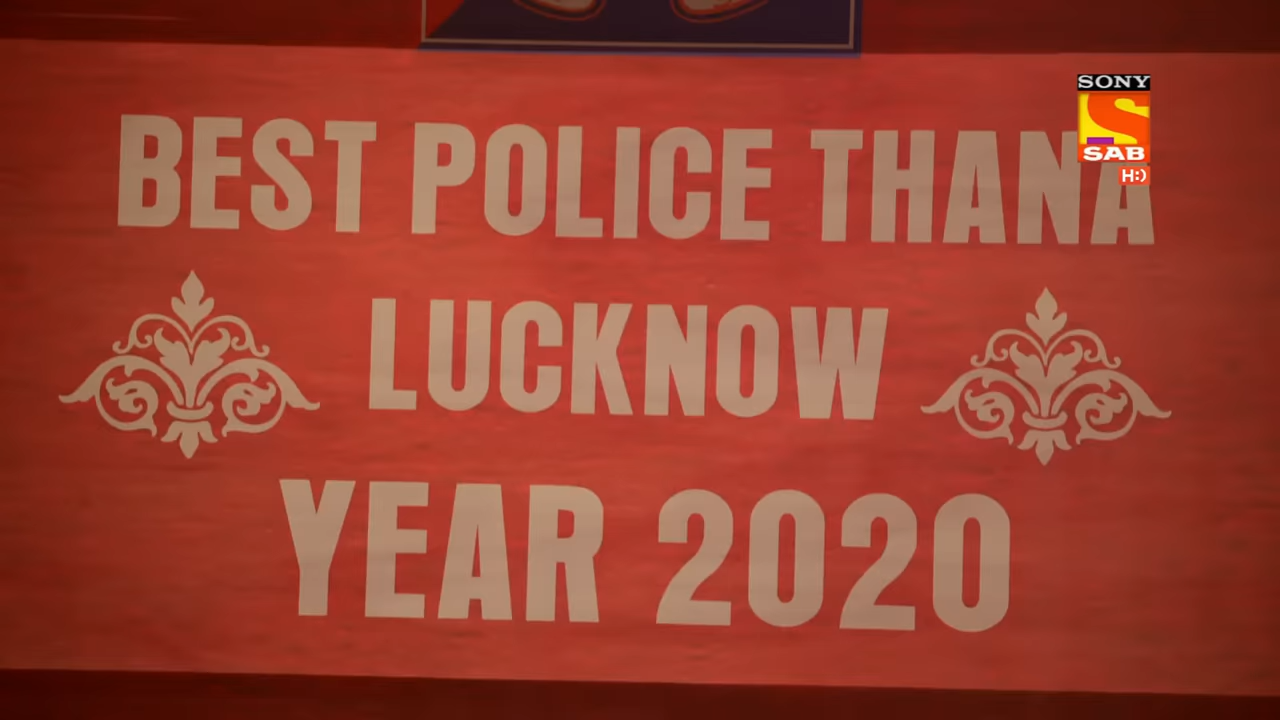 SONY
SAB
H:)
BEST POLICE THANA
LUCKNOW
YEAR 2020